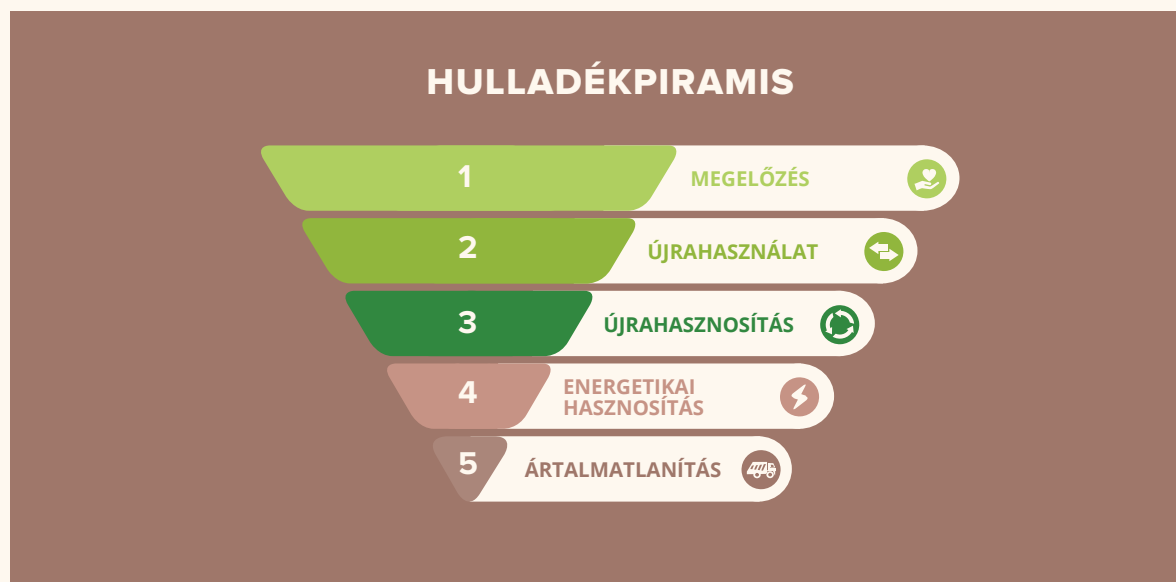 HULLADÉKPIRAMIS
1 MEGELŐZÉS
2 ÚJRAHASZNÁLAT
3 ÚJRAHASZNOSÍTÁS
4 ENERGETIKAI
HASZNOSÍTÁS
5 ÁRTALMATLANÍTÁS